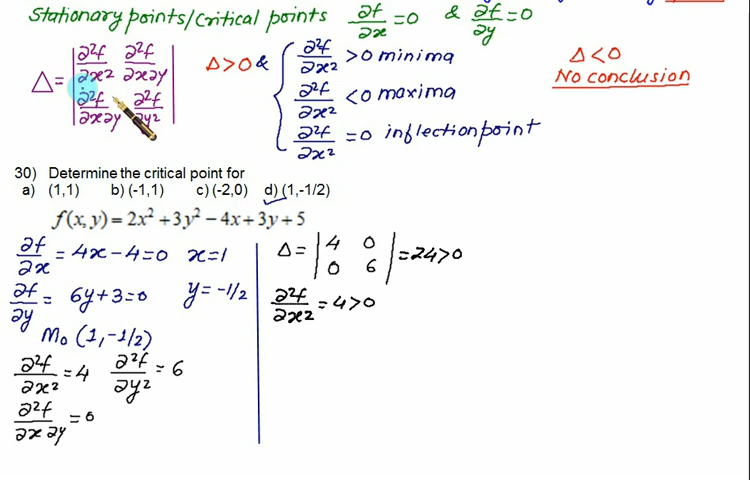 Stationary points/Critical points ∂f/∂x = 0 & ∂f/∂y = 0
Δ = | ∂²f/∂x² ∂²f/∂x∂y |
| ∂²f/∂x∂y ∂²f/∂y² |
Δ > 0 & { ∂²f/∂x² > 0 minima
∂²f/∂x² < 0 maxima
∂²f/∂x² = 0 inflection point
Δ < 0
No conclusion
30) Determine the critical point for
a) (1,1) b) (-1,1) c) (-2,0) d) (1,-1/2)
f(x, y) = 2x² + 3y² − 4x + 3y + 5
∂f/∂x = 4x − 4 = 0 x = 1
∂f/∂y = 6y + 3 = 0 y = −1/2
M₀ (1, −1/2)
∂²f/∂x² = 4 ∂²f/∂y² = 6
∂²f/∂x∂y = 0
Δ = | 4 0 |
| 0 6 | = 24 > 0
∂²f/∂x² = 4 > 0